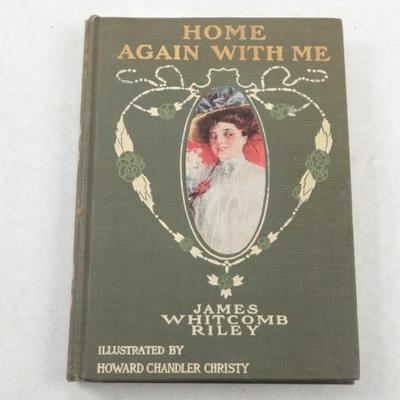 HOME
AGAIN WITH ME
JAMES
WHITCOMB
RILEY
ILLUSTRATED BY
HOWARD CHANDLER CHRISTY